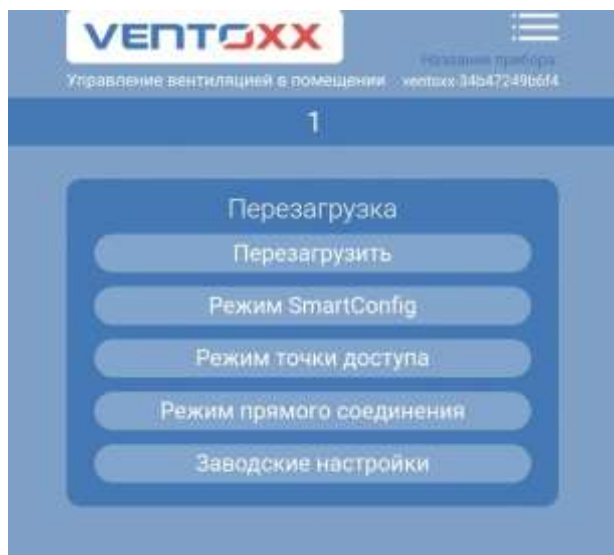 VENTOXX
Название прибора:
Управление вентиляцией в помещении ventoxx-34b47249b6f4
1
Перезагрузка
Перезагрузить
Режим SmartConfig
Режим точки доступа
Режим прямого соединения
Заводские настройки